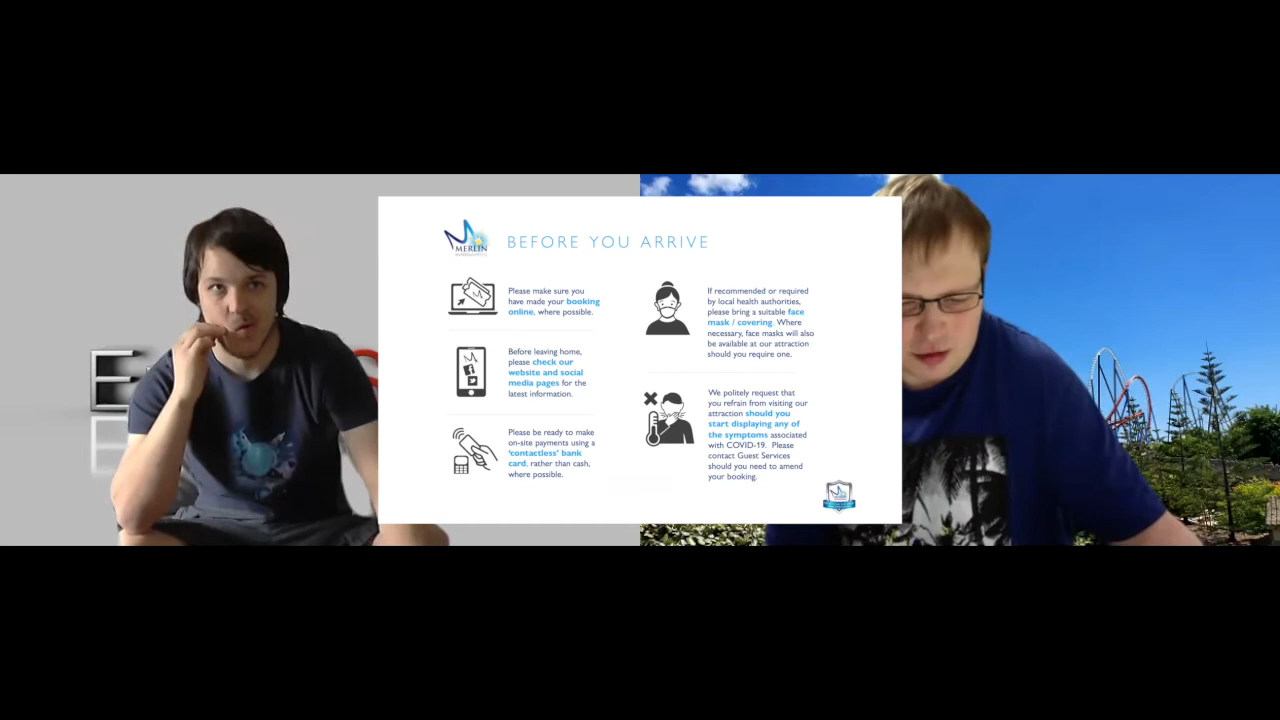 MERLIN
BEFORE YOU ARRIVE
Please make sure you
have made your booking
online, where possible.
Before leaving home,
please check our
website and social
media pages for the
latest information.
Please be ready to make
on-site payments using a
‘contactless’ bank
card, rather than cash,
where possible.
If recommended or required
by local health authorities,
please bring a suitable face
mask / covering. Where
necessary, face masks will also
be available at our attraction
should you require one.
We politely request that
you refrain from visiting our
attraction should you
start displaying any of
the symptoms associated
with COVID-19. Please
contact Guest Services
should you need to amend
your booking.